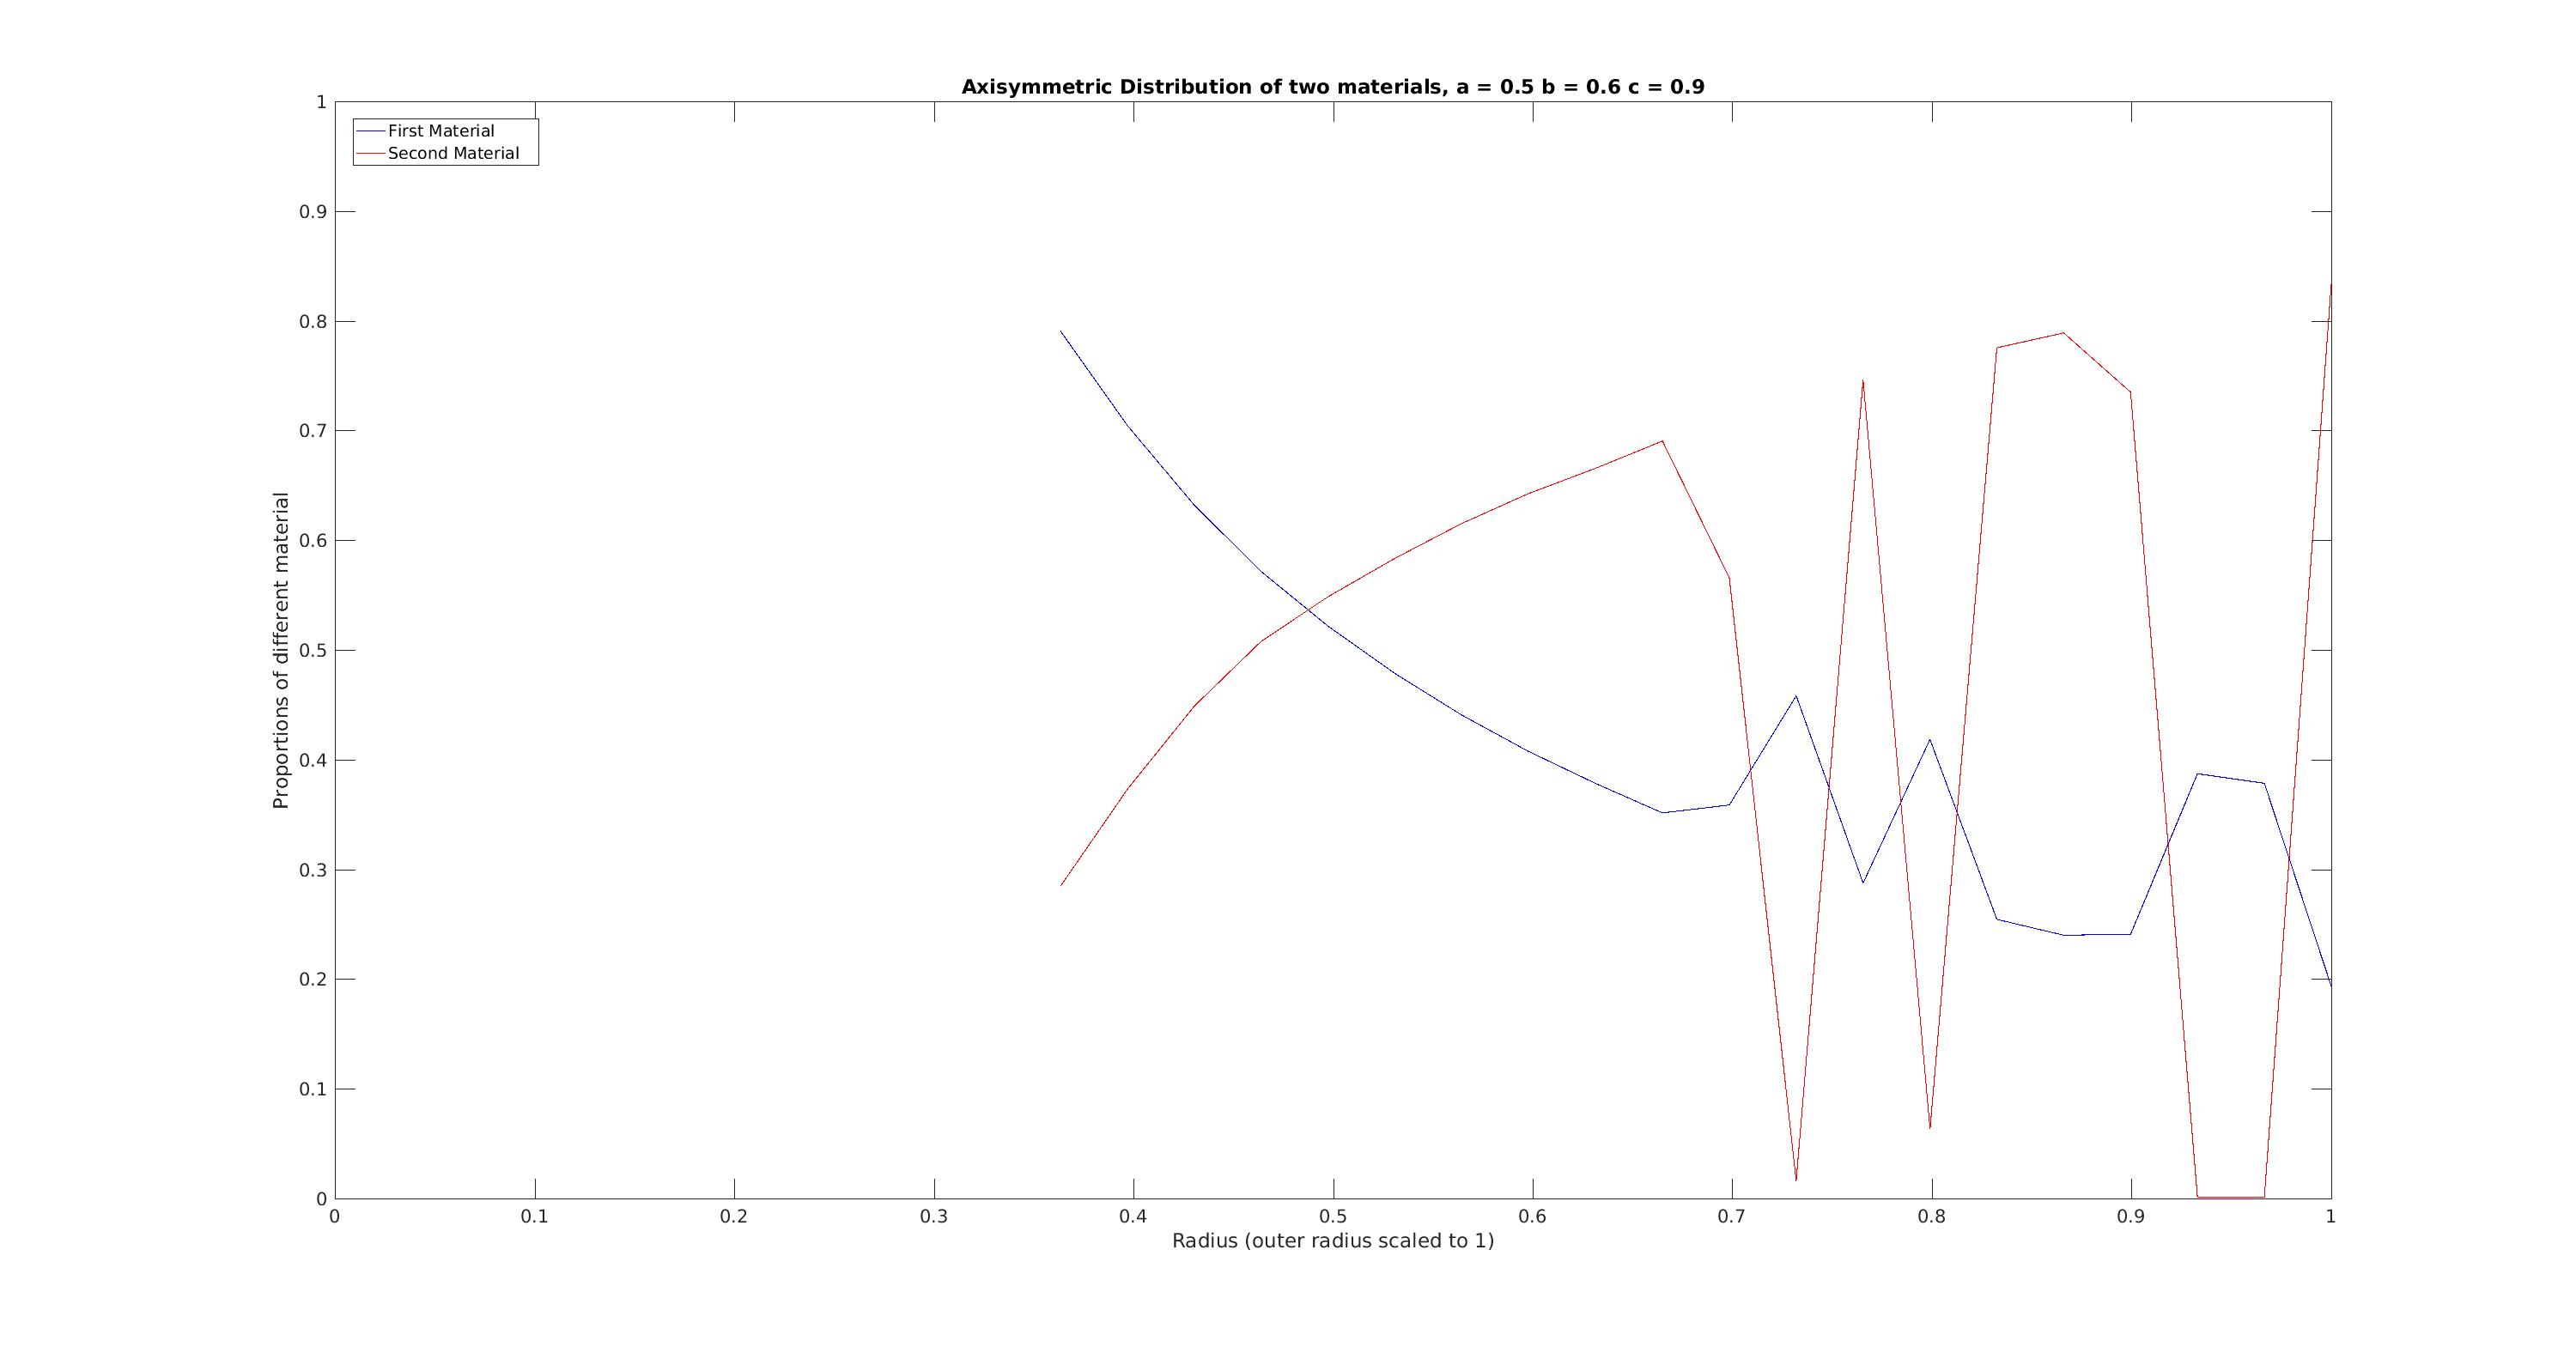 Axisymmetric Distribution of two materials, a = 0.5 b = 0.6 c = 0.9
First Material
Second Material
Proportions of different material
1
0.9
0.8
0.7
0.6
0.5
0.4
0.3
0.2
0.1
0
0 0.1 0.2 0.3 0.4 0.5 0.6 0.7 0.8 0.9 1
Radius (outer radius scaled to 1)